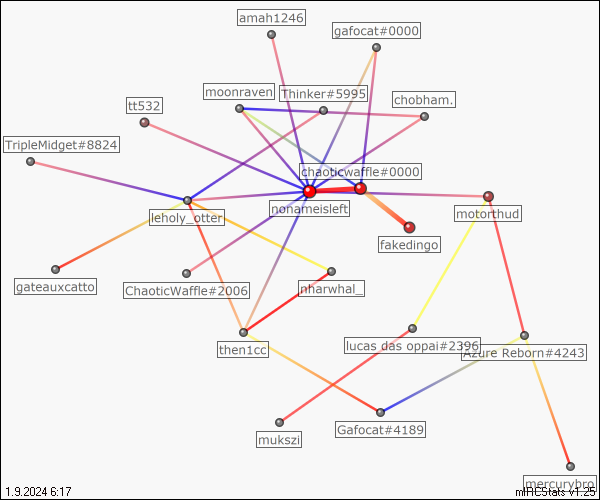 amah1246
gafocat#0000
moonraven
Thinker#5995
chobham.
tt532
TripleMidget#8824
chaoticwaffle#0000
nonameisleft
leholy_otter
motorthud
fakedingo
gateauxcatto
ChaoticWaffle#2006
nharwhal_
then1cc
lucas das oppai#2396
Azure Reborn#4243
Gafocat#4189
mukszi
mercurybro
1.9.2024 6:17
mIRCStats v1.25